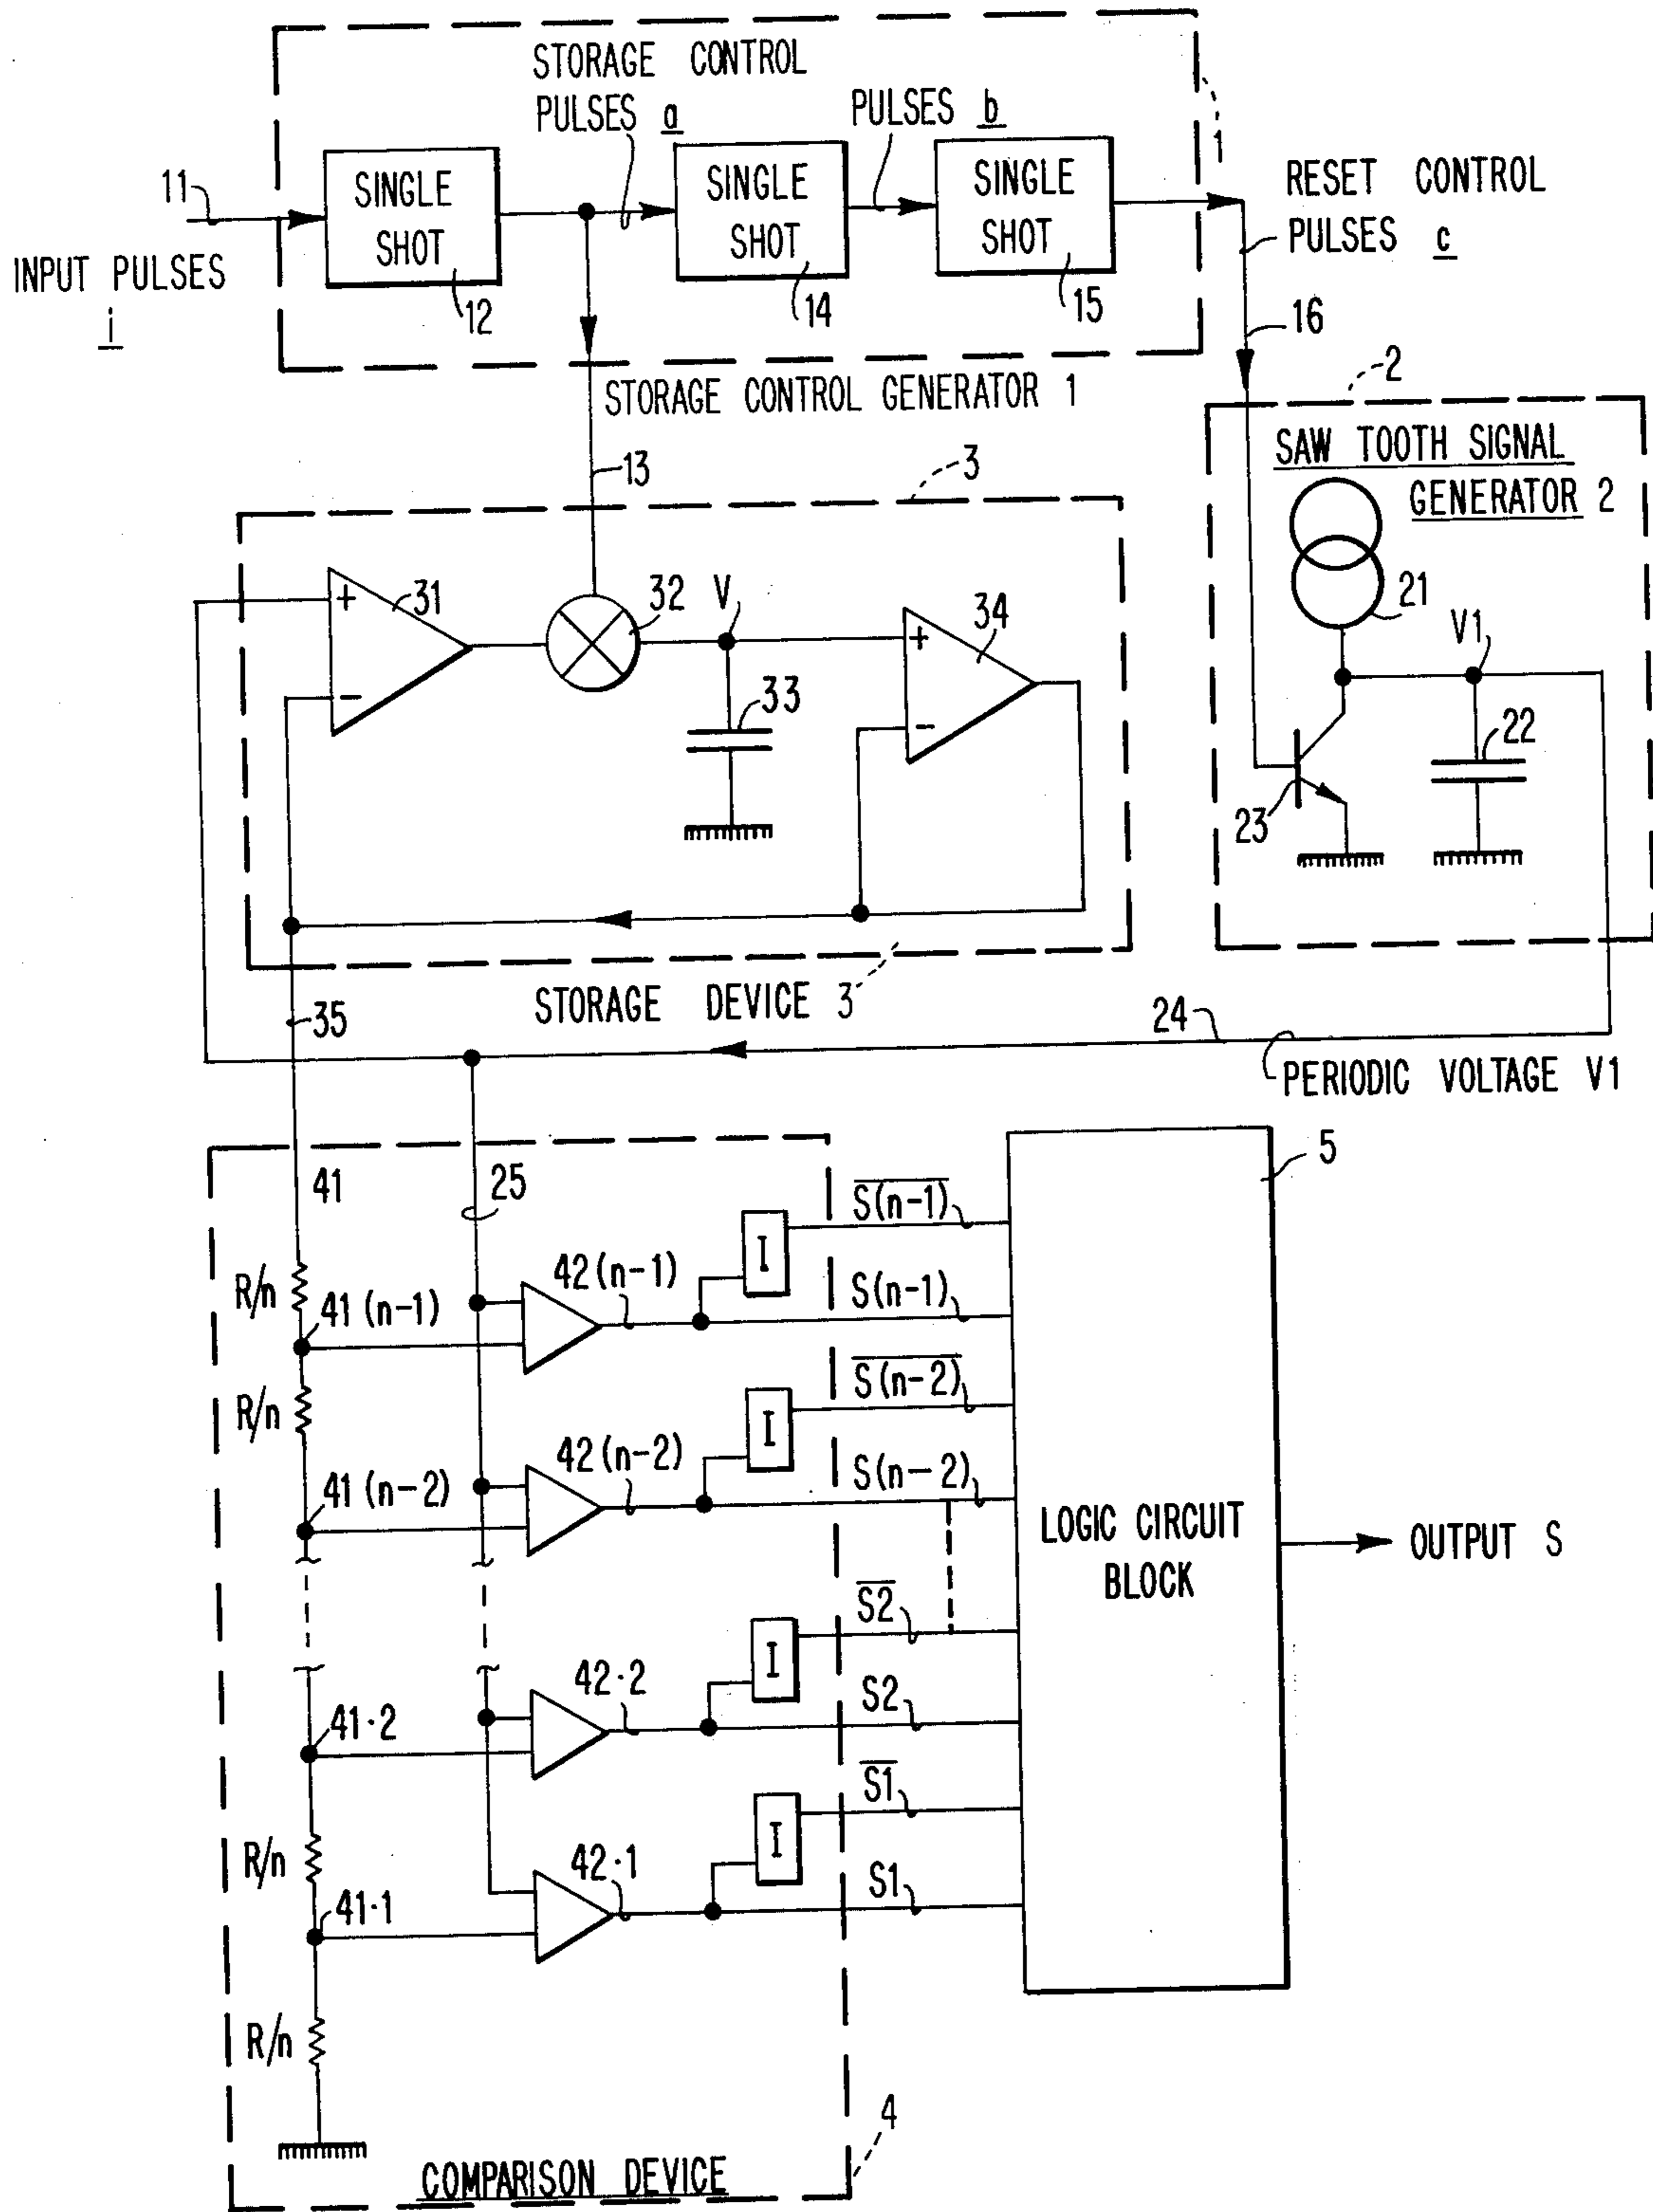 STORAGE CONTROL
PULSES a
PULSES b
1
11
SINGLE
SHOT
SINGLE
SHOT
SINGLE
SHOT
RESET CONTROL
PULSES c
INPUT PULSES
i
12
14
15
16
STORAGE CONTROL GENERATOR 1
2
SAW TOOTH SIGNAL
GENERATOR 2
13
3
+
31
32
V
+
34
21
V1
-
33
-
22
23
35
STORAGE DEVICE 3
24
PERIODIC VOLTAGE V1
41
25
5
S(n-1)
I
R/n
41(n-1)
42(n-1)
S(n-1)
S(n-2)
I
R/n
41(n-2)
42(n-2)
S(n-2)
LOGIC CIRCUIT
BLOCK
OUTPUT S
S2
I
41·2
42·2
S2
S1
I
R/n
41·1
42·1
S1
R/n
4
COMPARISON DEVICE